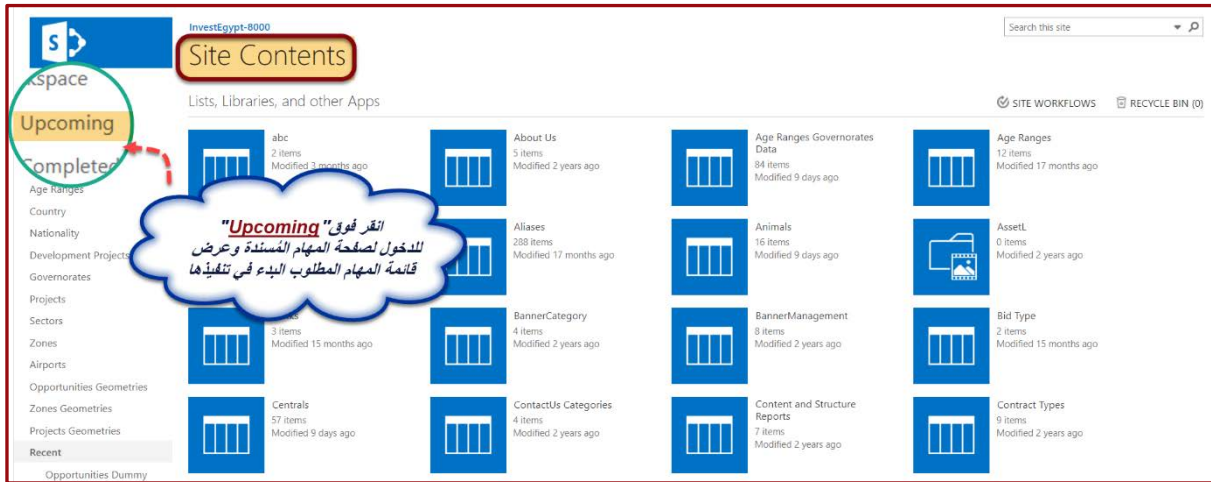 InvestEgypt-8000
Site Contents
Search this site
kspace
Upcoming
Completed
Lists, Libraries, and other Apps
SITE WORKFLOWS
RECYCLE BIN (0)
abc
2 items
Modified 3 months ago
About Us
5 items
Modified 2 years ago
Age Ranges Governorates
Data
84 items
Modified 9 days ago
Age Ranges
12 items
Modified 17 months ago
Age Ranges
Country
Nationality
Development Projects
Governorates
Projects
Sectors
Zones
Airports
Opportunities Geometries
Zones Geometries
Projects Geometries
Recent
Opportunities Dummy
انقر فوق "Upcoming"
للدخول لصفحة المهام المُسندة وعرض
قائمة المهام المطلوب البدء في تنفيذها
Aliases
288 items
Modified 17 months ago
Animals
16 items
Modified 9 days ago
AssetL
0 items
Modified 2 years ago
3 items
Modified 15 months ago
BannerCategory
4 items
Modified 2 years ago
BannerManagement
8 items
Modified 2 years ago
Bid Type
2 items
Modified 15 months ago
Centrals
57 items
Modified 9 days ago
ContactUs Categories
4 items
Modified 2 years ago
Content and Structure
Reports
7 items
Modified 2 years ago
Contract Types
9 items
Modified 2 years ago